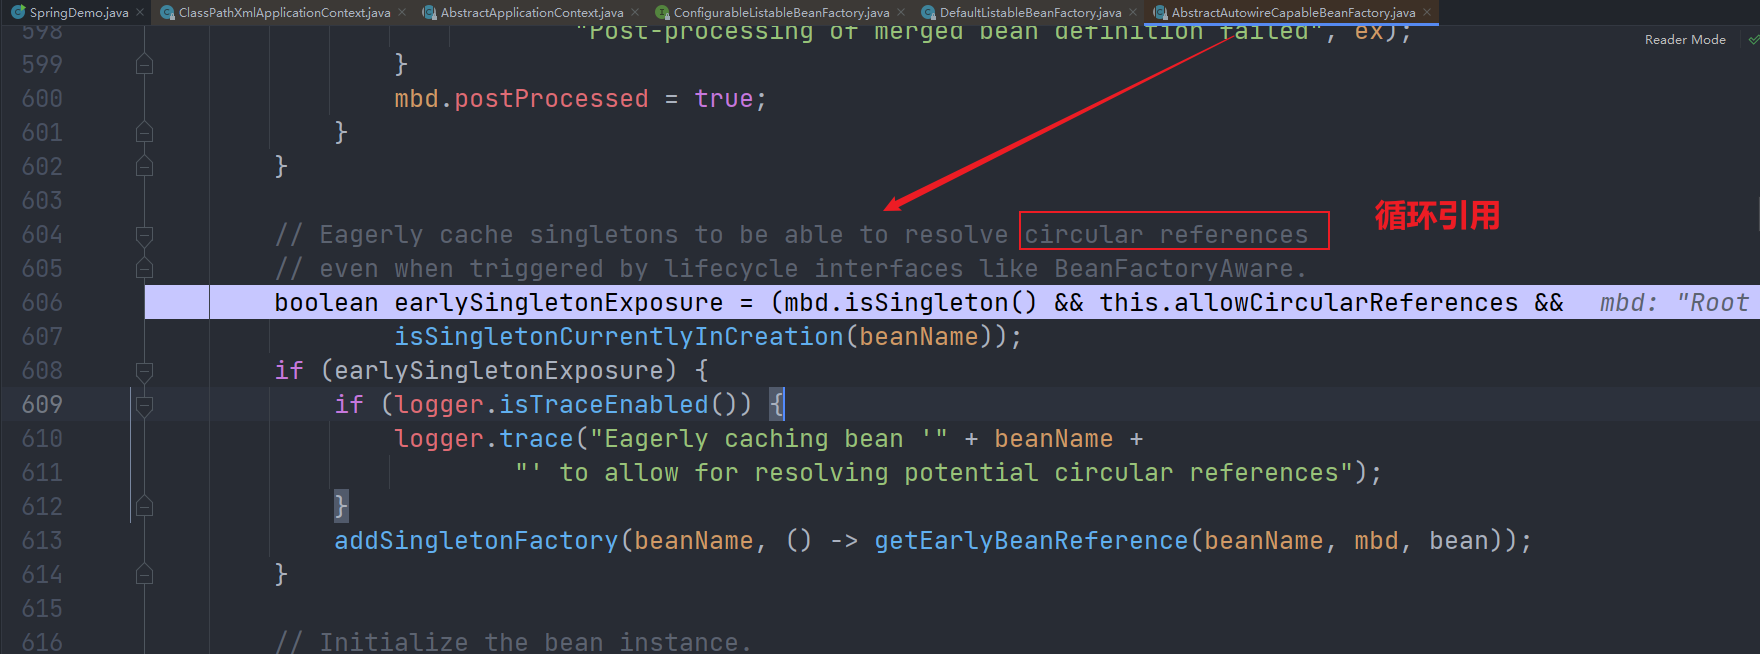 SpringDemo.java × ClassPathXmlApplicationContext.java × AbstractApplicationContext.java × ConfigurableListableBeanFactory.java × DefaultListableBeanFactory.java × AbstractAutowireCapableBeanFactory.java ×
Reader Mode
598 "Post-processing of merged bean definition failed", ex);
599 }
600 mbd.postProcessed = true;
601 }
602 }
603
循环引用
604 // Eagerly cache singletons to be able to resolve circular references
605 // even when triggered by lifecycle interfaces like BeanFactoryAware.
606 boolean earlySingletonExposure = (mbd.isSingleton() && this.allowCircularReferences && mbd: "Root
607 isSingletonCurrentlyInCreation(beanName));
608 if (earlySingletonExposure) {
609 if (logger.isTraceEnabled()) {
610 logger.trace("Eagerly caching bean '" + beanName +
611 "' to allow for resolving potential circular references");
612 }
613 addSingletonFactory(beanName, () -> getEarlyBeanReference(beanName, mbd, bean));
614 }
615
616 // Initialize the bean instance.